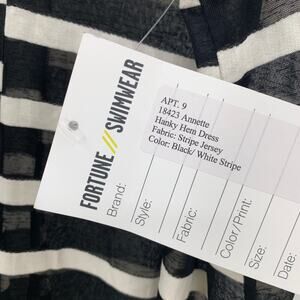 FORTUNE // SWIMWEAR
APT. 9
18423 Annette
Hanky Hem Dress
Fabric: Stripe Jersey
Color: Black/ White Stripe
Brand:
Style:
Fabric:
Color/Print:
Size:
Date: